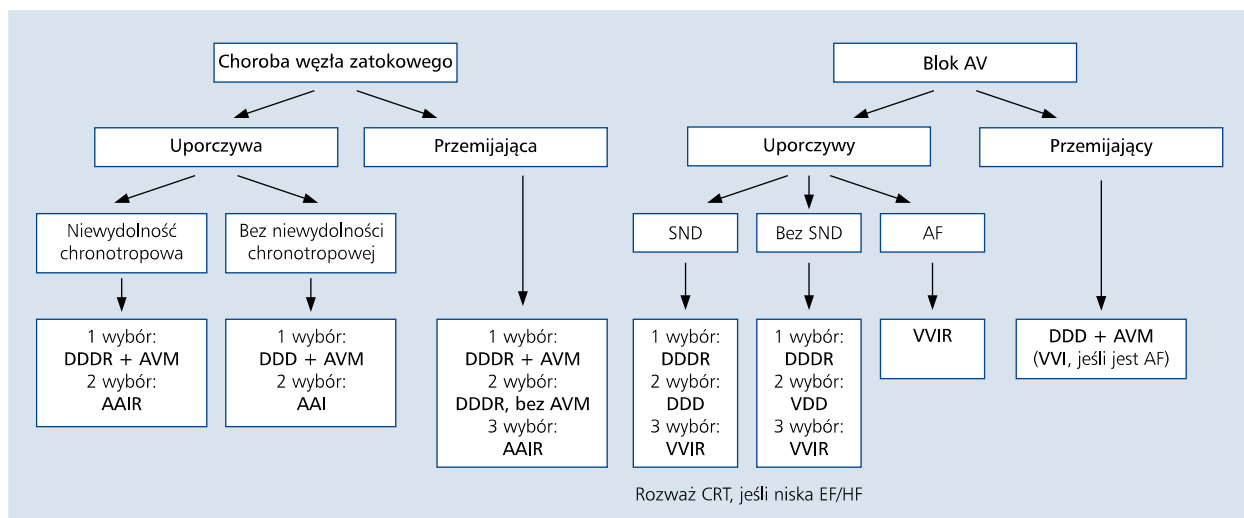 Choroba węzła zatokowego
Uporczywa
Przemijająca
Niewydolność
chronotropowa
Bez niewydolności
chronotropowej
1 wybór:
DDDR + AVM
2 wybór:
AAIR
1 wybór:
DDD + AVM
2 wybór:
AAI
1 wybór:
DDDR + AVM
2 wybór:
DDDR, bez AVM
3 wybór:
AAIR
Blok AV
Uporczywy
Przemijający
SND
Bez SND
AF
1 wybór:
DDDR
2 wybór:
DDD
3 wybór:
VVIR
1 wybór:
DDDR
2 wybór:
VDD
3 wybór:
VVIR
VVIR
DDD + AVM
(VVI, jeśli jest AF)
Rozważ CRT, jeśli niska EF/HF